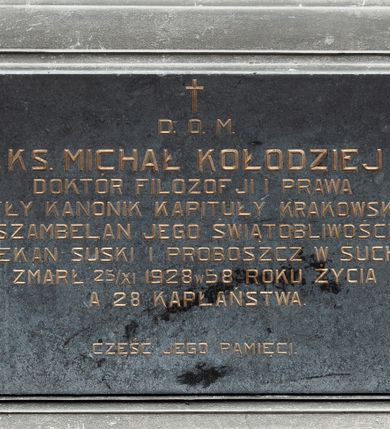 D. O. M.
KS. MICHAŁ KOŁODZIEJ
DOKTOR FILOZOFJI I PRAWA
KANONIK KAPITUŁY
SZAMBELAN JEGO ŚWIĄTOBLIWOŚCI
SUSKI I PROBOSZCZ W
ZMARŁ 25/XI 1928 W 58 ROKU ŻYCIA
A 28 KAPŁAŃSTWA.
CZEŚĆ JEGO PAMIĘCI.